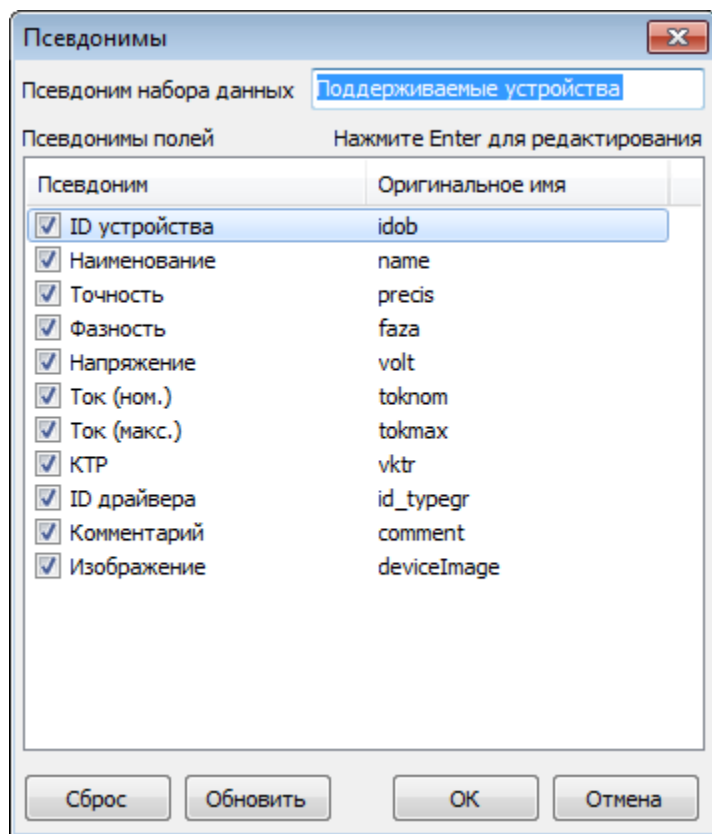 Псевдонимы
Псевдоним набора данных Поддерживаемые устройства
Псевдонимы полей Нажмите Enter для редактирования
Псевдоним Оригинальное имя
ID устройства idob
Наименование name
Точность precis
Фазность faza
Напряжение volt
Ток (ном.) toknom
Ток (макс.) tokmax
КТР vktr
ID драйвера id_typegr
Комментарий comment
Изображение deviceImage
Сброс Обновить ОК Отмена